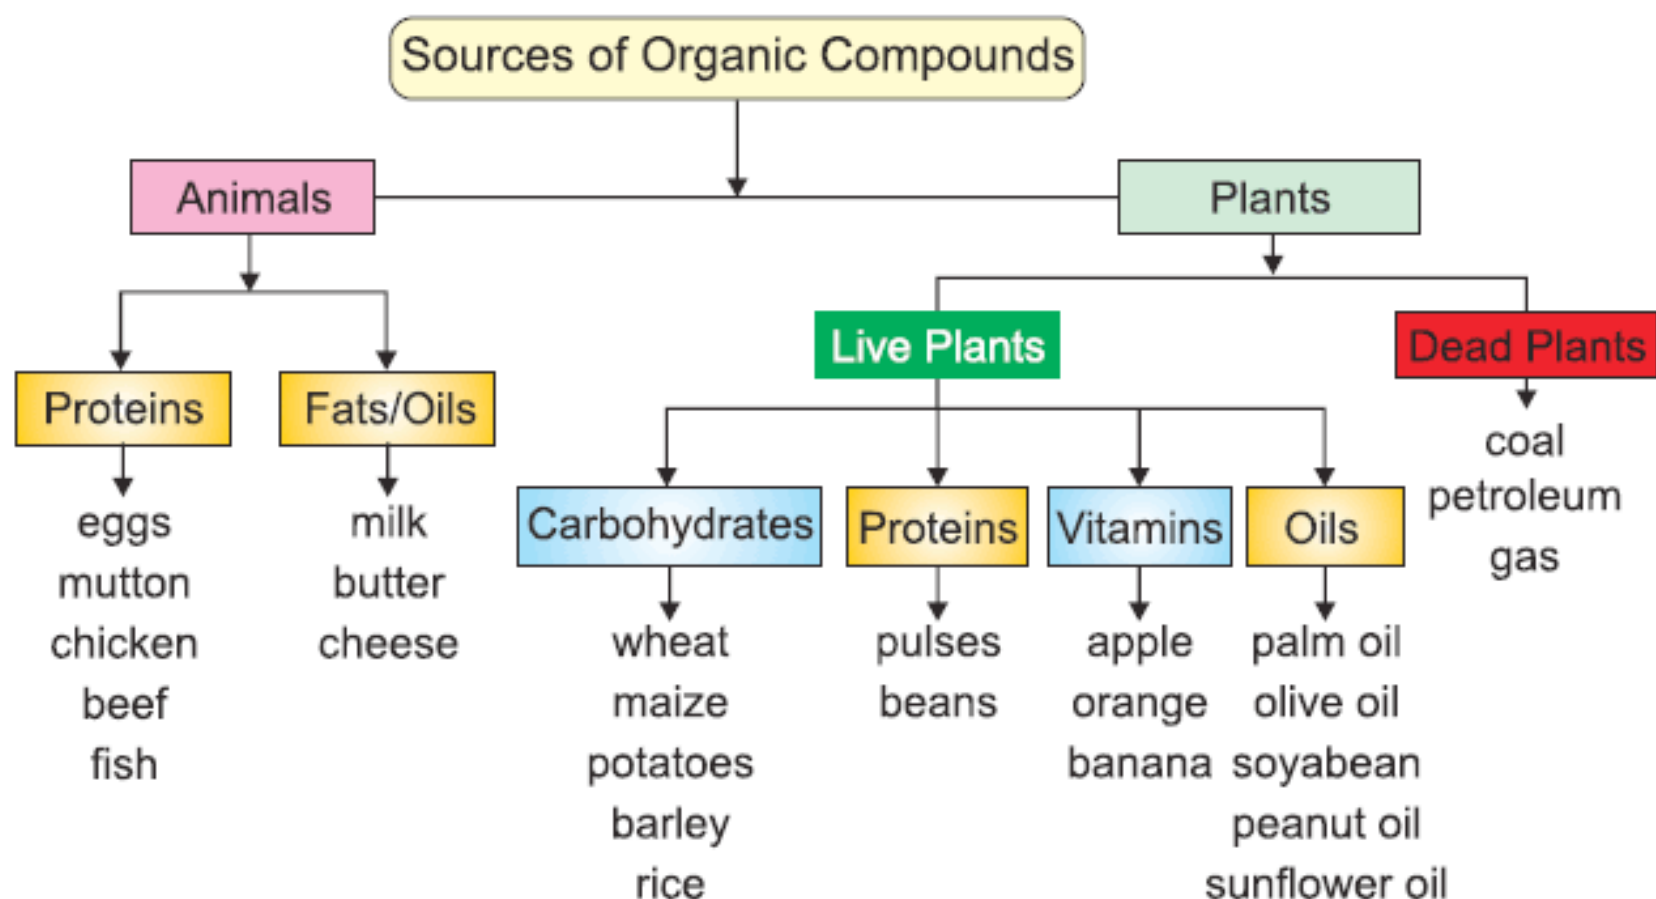 Sources of Organic Compounds
Animals
Plants
Live Plants
Dead Plants
Proteins
Fats/Oils
Carbohydrates
Proteins
Vitamins
Oils
eggs
mutton
chicken
beef
fish
milk
butter
cheese
wheat
maize
potatoes
barley
rice
pulses
beans
apple
orange
banana
palm oil
olive oil
soyabean
peanut oil
sunflower oil
coal
petroleum
gas